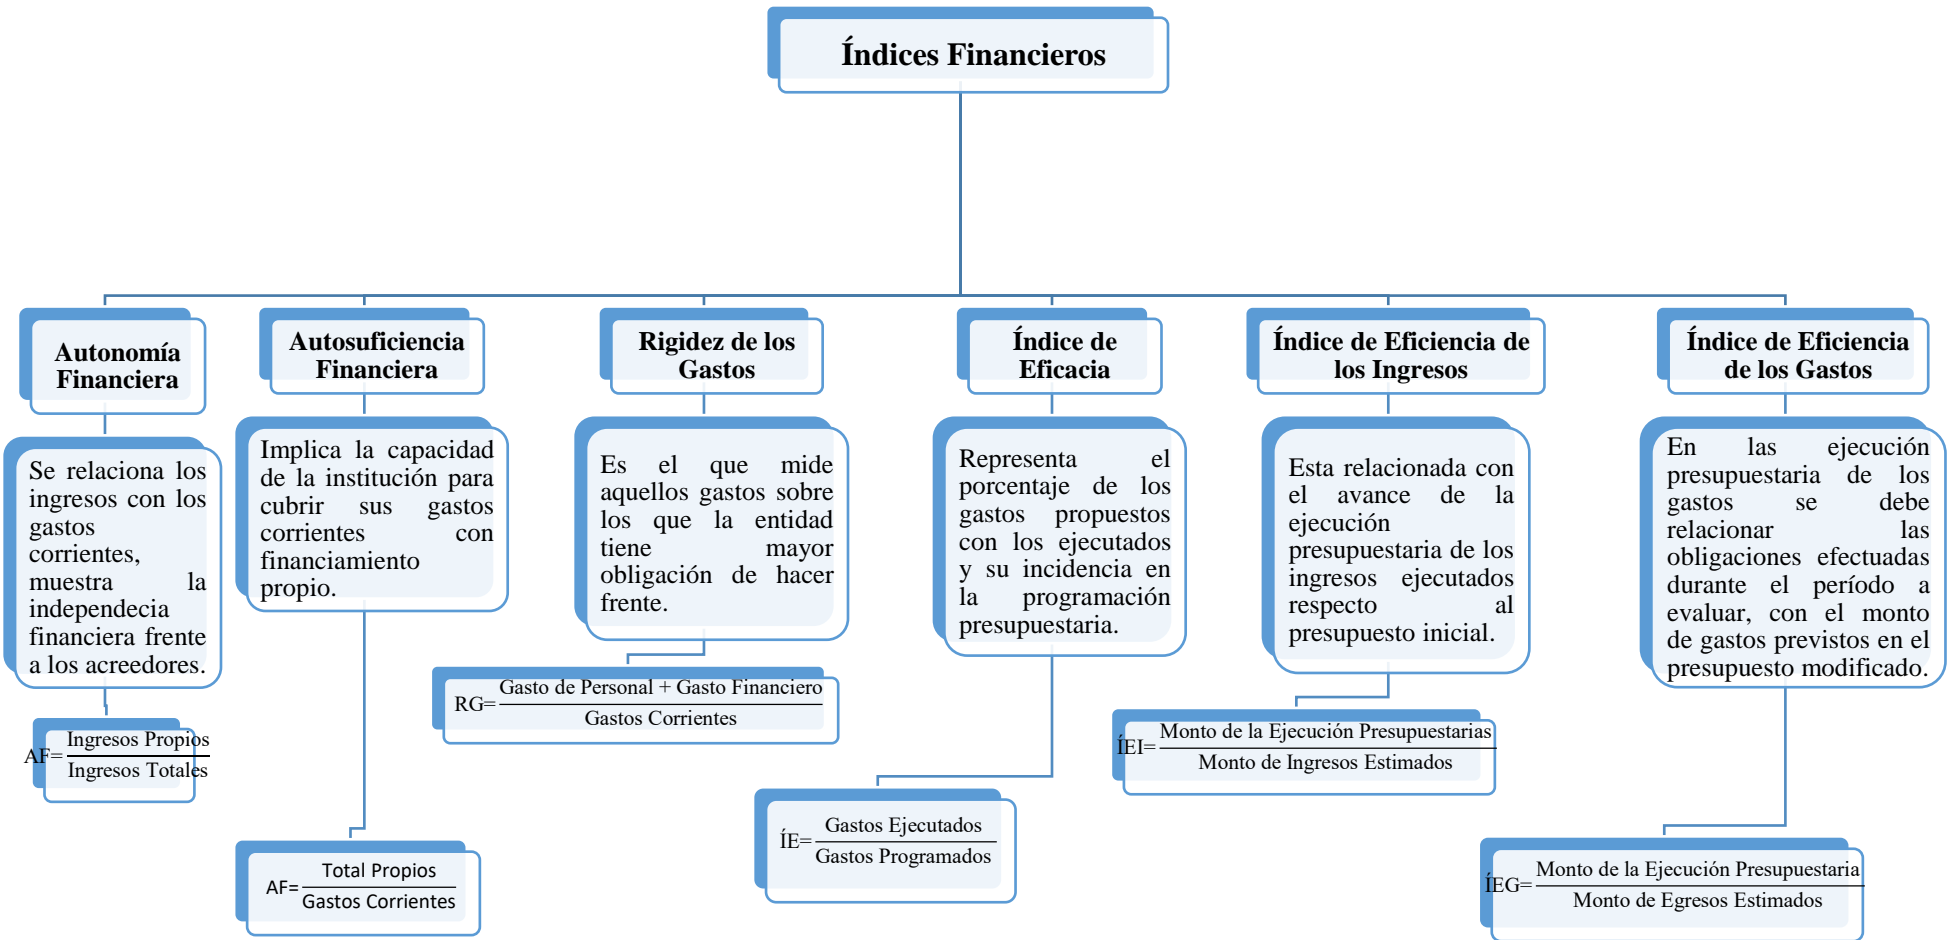 Índices Financieros
Autonomía
Financiera
Se relaciona los
ingresos con los
gastos
corrientes,
muestra la
independecia
financiera frente
a los acreedores.
AF=Ingresos Propios
Ingresos Totales
Autosuficiencia
Financiera
Implica la capacidad
de la institución para
cubrir sus gastos
corrientes con
financiamiento
propio.
AF=Total Propios
Gastos Corrientes
Rigidez de los
Gastos
Es el que mide
aquellos gastos sobre
los que la entidad
tiene mayor
obligación de hacer
frente.
RG=Gasto de Personal + Gasto Financiero
Gastos Corrientes
Índice de
Eficacia
Representa el
porcentaje de los
gastos propuestos
con los ejecutados
y su incidencia en
la programación
presupuestaria.
ÍE=Gastos Ejecutados
Gastos Programados
Índice de Eficiencia de
los Ingresos
Esta relacionada con
el avance de la
ejecución
presupuestaria de los
ingresos ejecutados
respecto al
presupuesto inicial.
ÍEI=Monto de la Ejecución Presupuestarias
Monto de Ingresos Estimados
Índice de Eficiencia
de los Gastos
En las ejecución
presupuestaria de los
gastos se debe
relacionar las
obligaciones efectuadas
durante el período a
evaluar, con el monto
de gastos previstos en el
presupuesto modificado.
ÍEG=Monto de la Ejecución Presupuestaria
Monto de Egresos Estimados